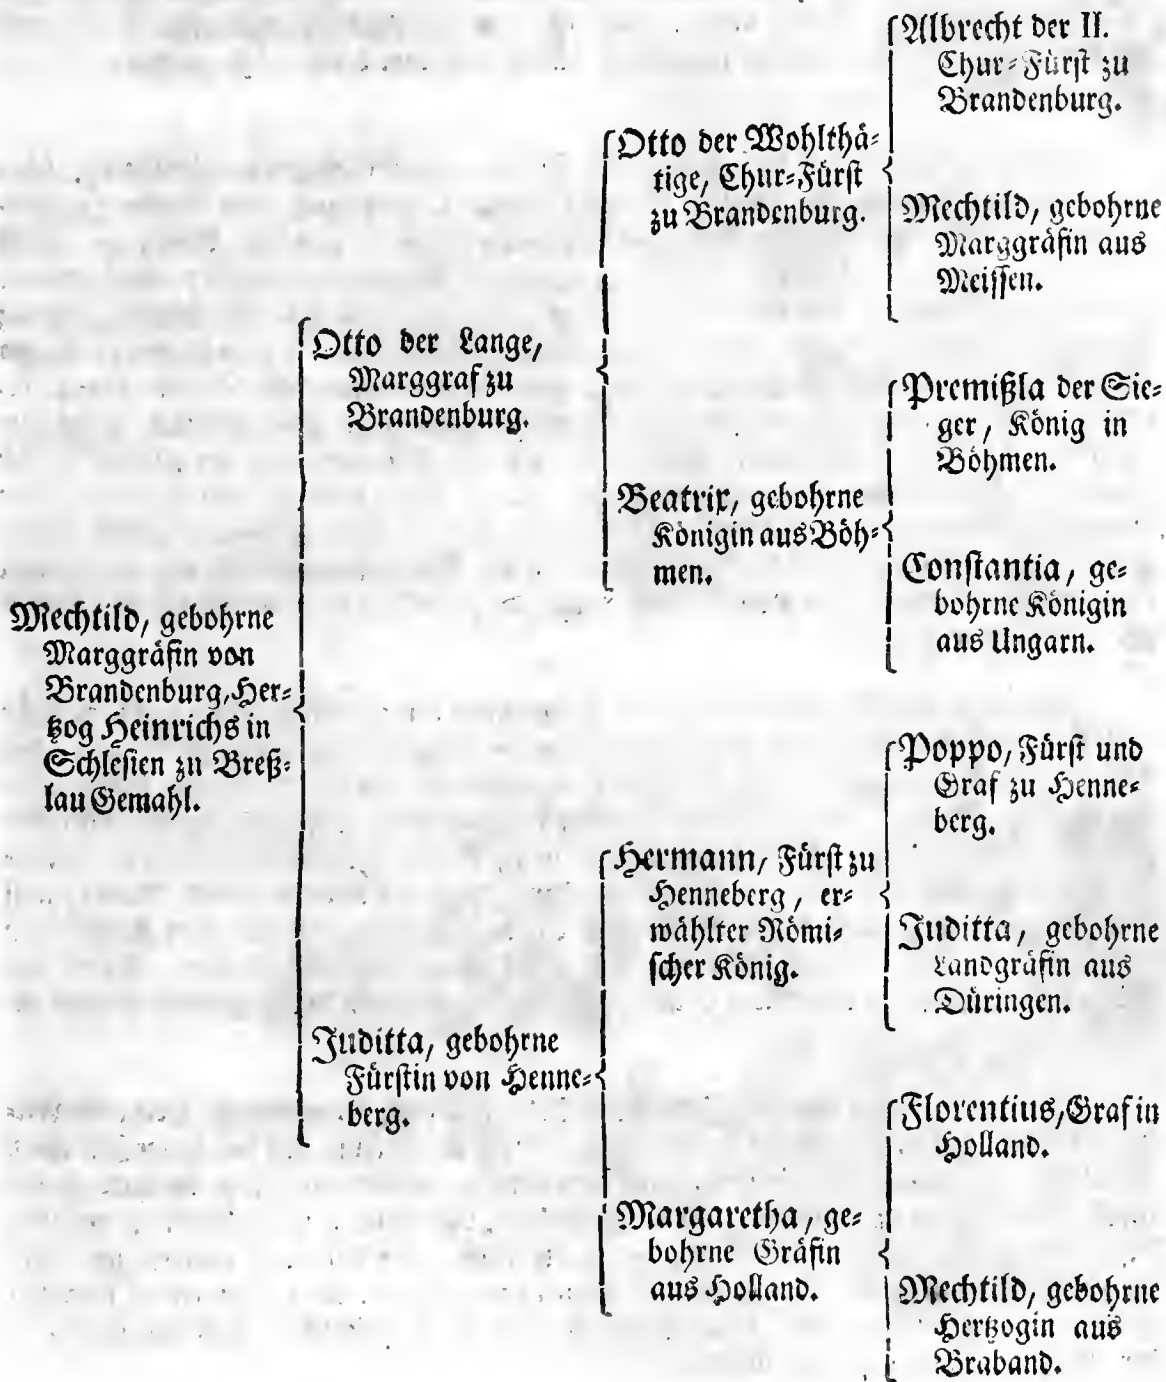 Mechtild, gebohrne
Marggräfin von
Brandenburg, Her⸗
tzog Heinrichs in
Schlesien zu Breß⸗
lau Gemahl.
Otto der Lange,
Marggraf zu
Brandenburg.
Juditta, gebohrne
Fürstin von Henne⸗
berg.
Otto der Wohlthä⸗
tige, Chur⸗Fürst
zu Brandenburg.
Beatrix, gebohrne
Königin aus Böh⸗
men.
Hermann, Fürst zu
Henneberg, er⸗
wählter Römi⸗
scher König.
Margaretha, ge⸗
bohrne Gräfin
aus Holland.
Albrecht der II.
Chur⸗Fürst zu
Brandenburg.
Mechtild, gebohrne
Marggräfin aus
Meissen.
Premißla der Sie⸗
ger, König in
Böhmen.
Constantia, ge⸗
bohrne Königin
aus Ungarn.
Poppo, Fürst und
Graf zu Henne⸗
berg.
Juditta, gebohrne
Landgräfin aus
Düringen.
Florentius, Graf in
Holland.
Mechtild, gebohrne
Hertzogin aus
Braband.